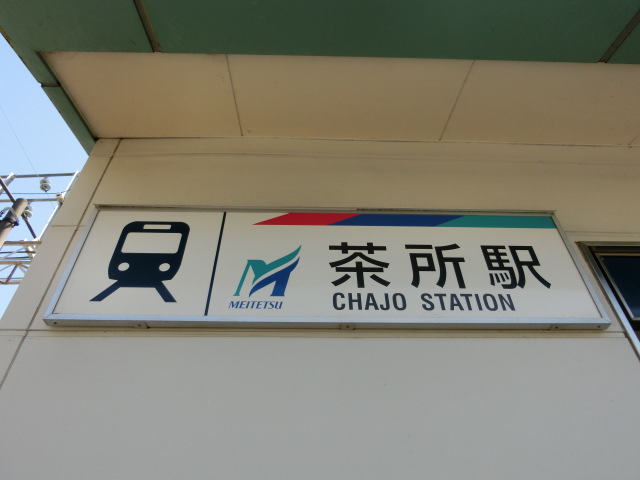 茶所駅
MEITETSU
CHAJO STATION